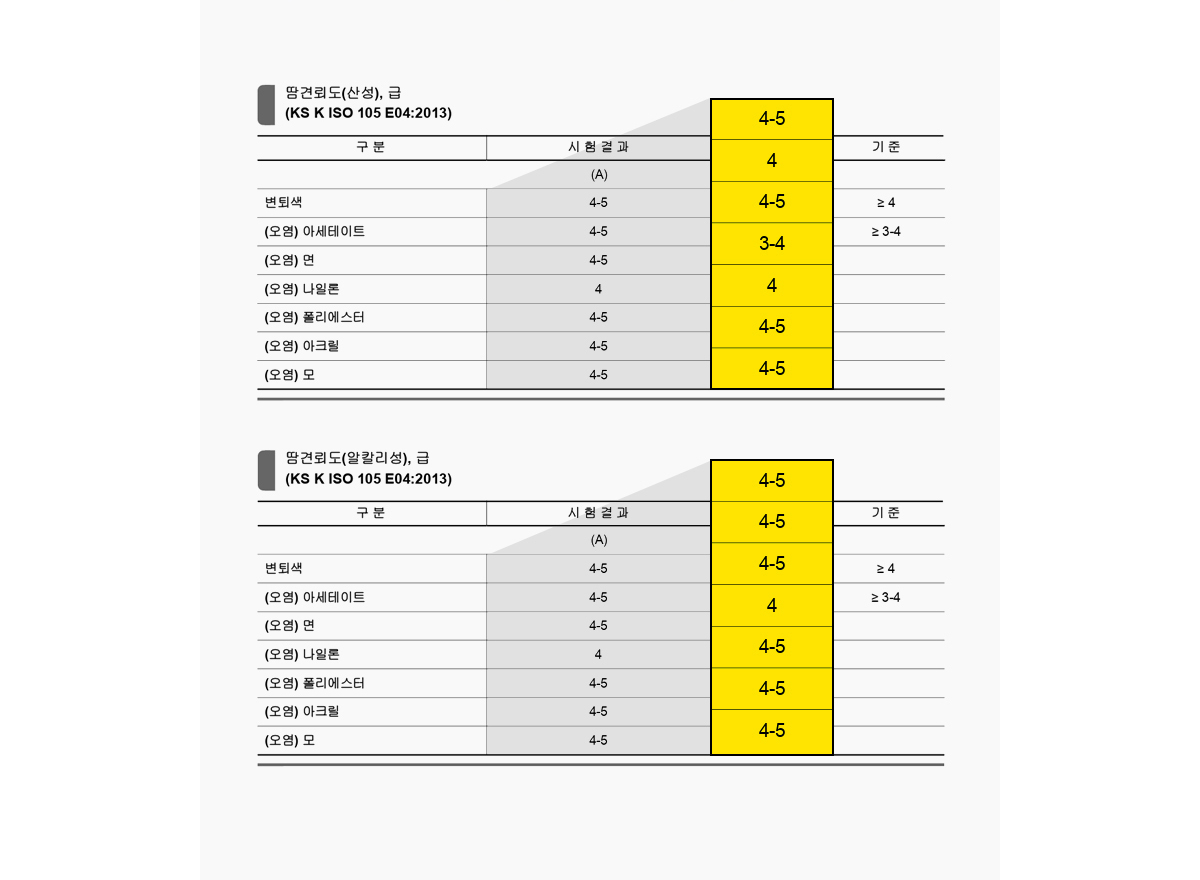 땀견뢰도(산성), 급
(KS K ISO 105 E04:2013)
구 분 시 험 결 과 기 준
(A)
변퇴색 4-5 4-5 ≥ 4
(오염) 아세테이트 4-5 4 ≥ 3-4
(오염) 면 4-5 4-5
(오염) 나일론 4 3-4
(오염) 폴리에스터 4-5 4
(오염) 아크릴 4-5 4-5
(오염) 모 4-5 4-5
땀견뢰도(알칼리성), 급
(KS K ISO 105 E04:2013)
구 분 시 험 결 과 기 준
(A)
변퇴색 4-5 4-5 ≥ 4
(오염) 아세테이트 4-5 4-5 ≥ 3-4
(오염) 면 4-5 4-5
(오염) 나일론 4 4
(오염) 폴리에스터 4-5 4-5
(오염) 아크릴 4-5 4-5
(오염) 모 4-5 4-5